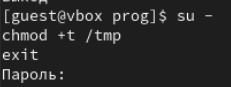 [guest@vbox prog]$ su -
chmod +t /tmp
exit
Пароль: